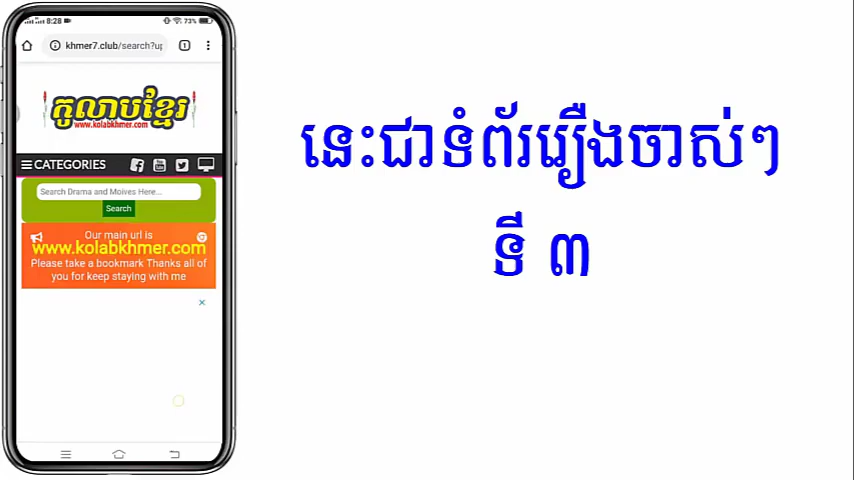 8:28
73%
khmer7.club/search?up
1
កូលាបខ្មែរ
www.kolabkhmer.com
CATEGORIES
Search Drama and Moives Here...
Search
Our main url is
www.kolabkhmer.com
Please take a bookmark Thanks all of
you for keep staying with me
នេះជាទំព័ររឿងចាស់ៗ
ទី ៣